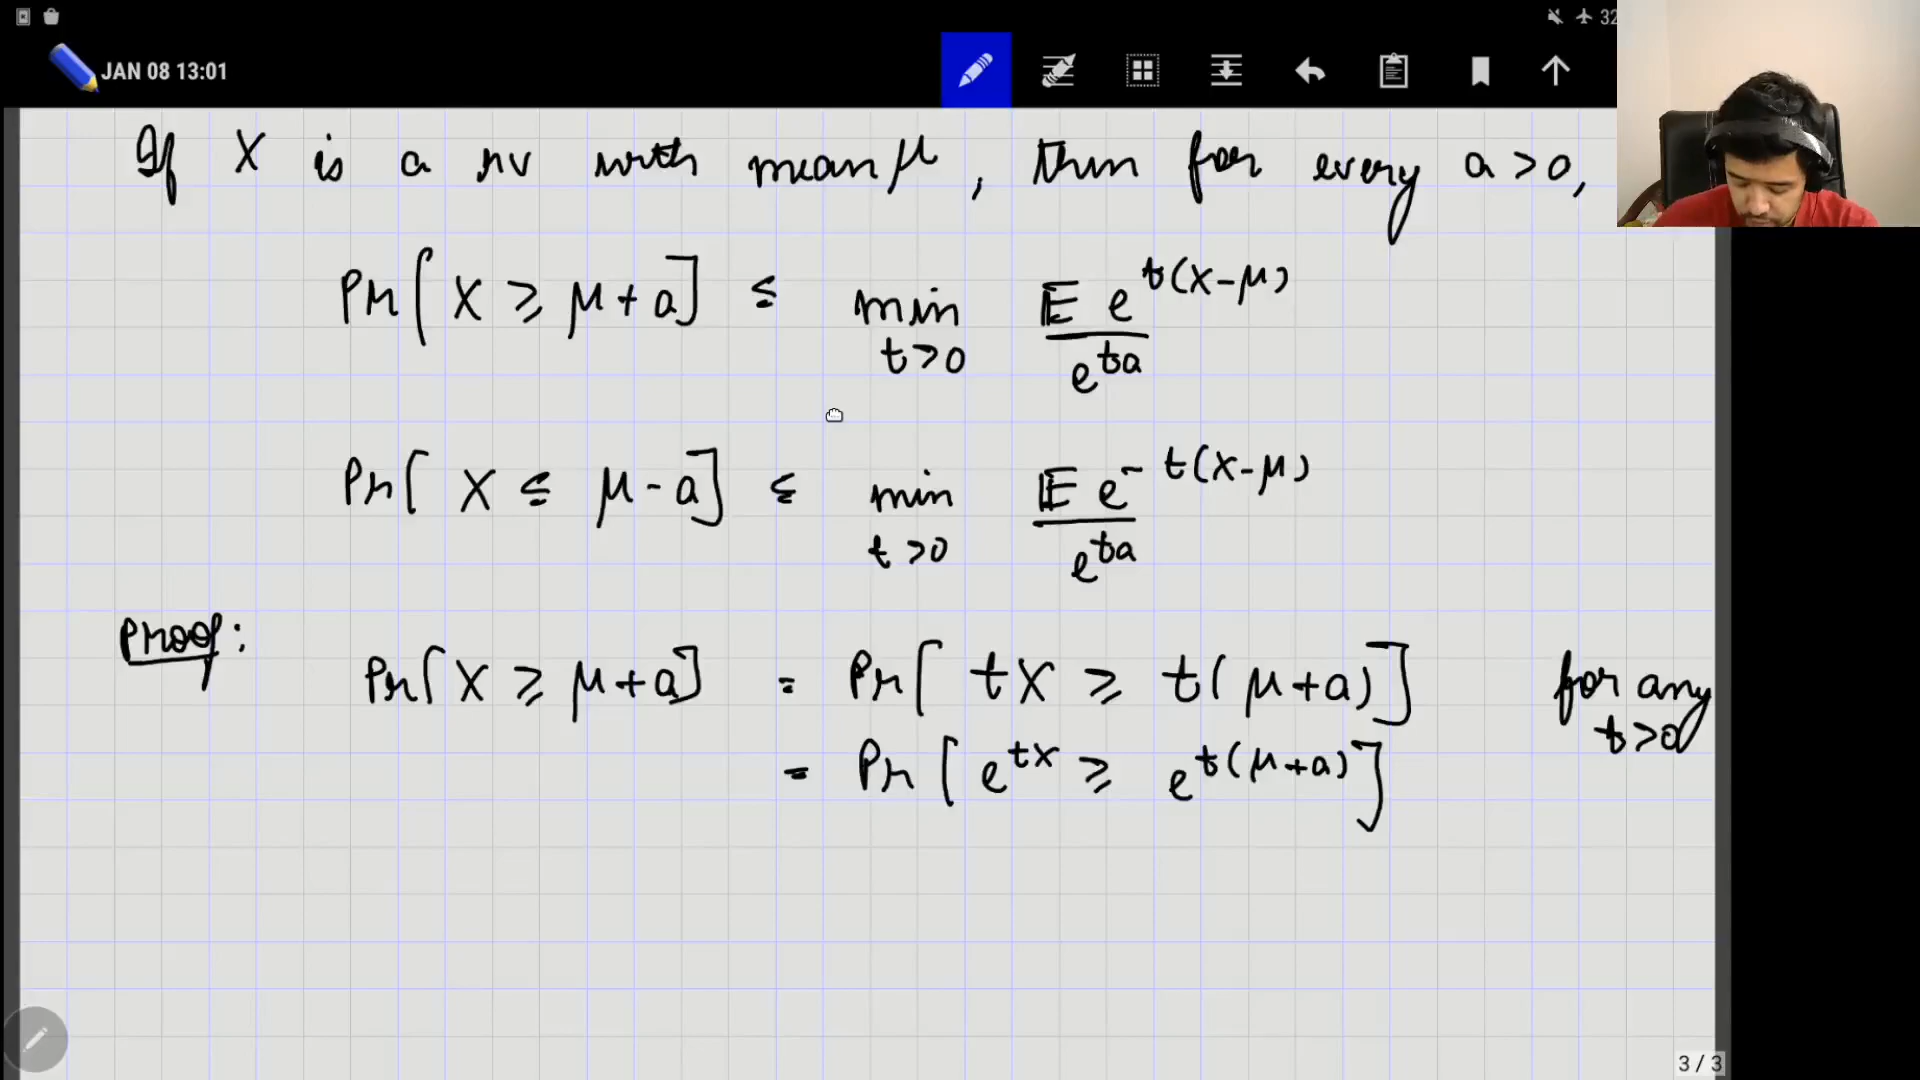 32
JAN 08 13:01
If X is a rv with mean μ, then for every a > 0,
Pr[ X ≥ μ + a ] ≤ min t>0 𝔼 e^{t(X-μ)} / e^{ta}
Pr[ X ≤ μ - a ] ≤ min t>0 𝔼 e^{-t(X-μ)} / e^{ta}
Proof:
Pr[ X ≥ μ+a ] = Pr[ tX ≥ t(μ+a) ] for any t>0
= Pr[ e^{tX} ≥ e^{t(μ+a)} ]
3 / 3